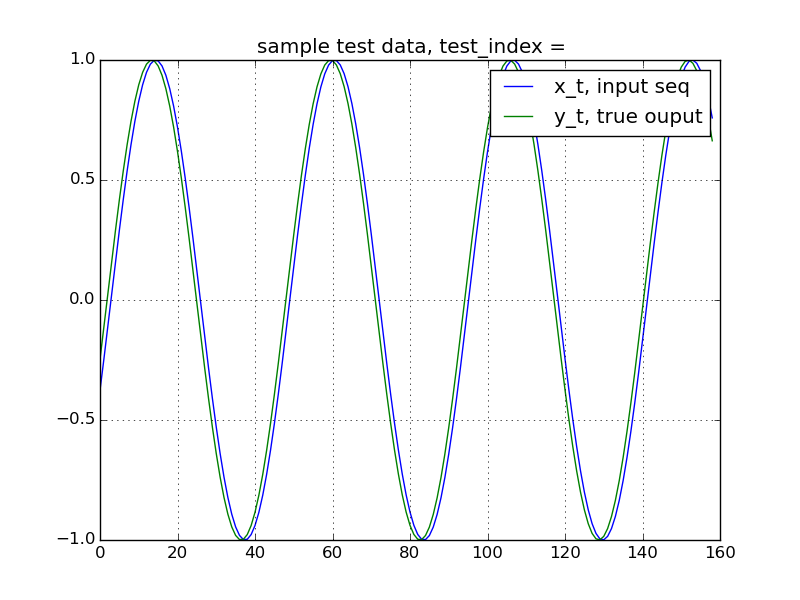 sample test data, test_index =
x_t, input seq
y_t, true ouput
1.0
0.5
0.0
−0.5
−1.0
0 20 40 60 80 100 120 140 160